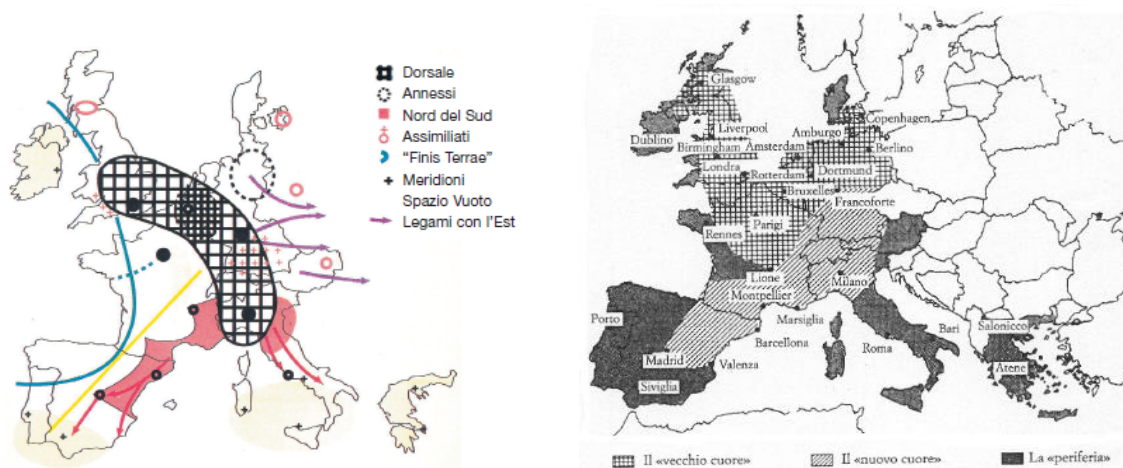 Dorsale
Annessi
Nord del Sud
Assimiliati
"Finis Terrae"
Meridioni
Spazio Vuoto
Legami con l'Est
Glasgow
Dublino
Liverpool
Copenhagen
Amburgo
Birmingham
Amsterdam
Berlino
Londra
Rotterdam
Dortmund
Bruxelles
Francoforte
Rennes
Parigi
Lione
Milano
Montpellier
Porto
Marsiglia
Bari
Salonicco
Barcellona
Roma
Madrid
Valenza
Atene
Siviglia
Il «vecchio cuore»
Il «nuovo cuore»
La «periferia»